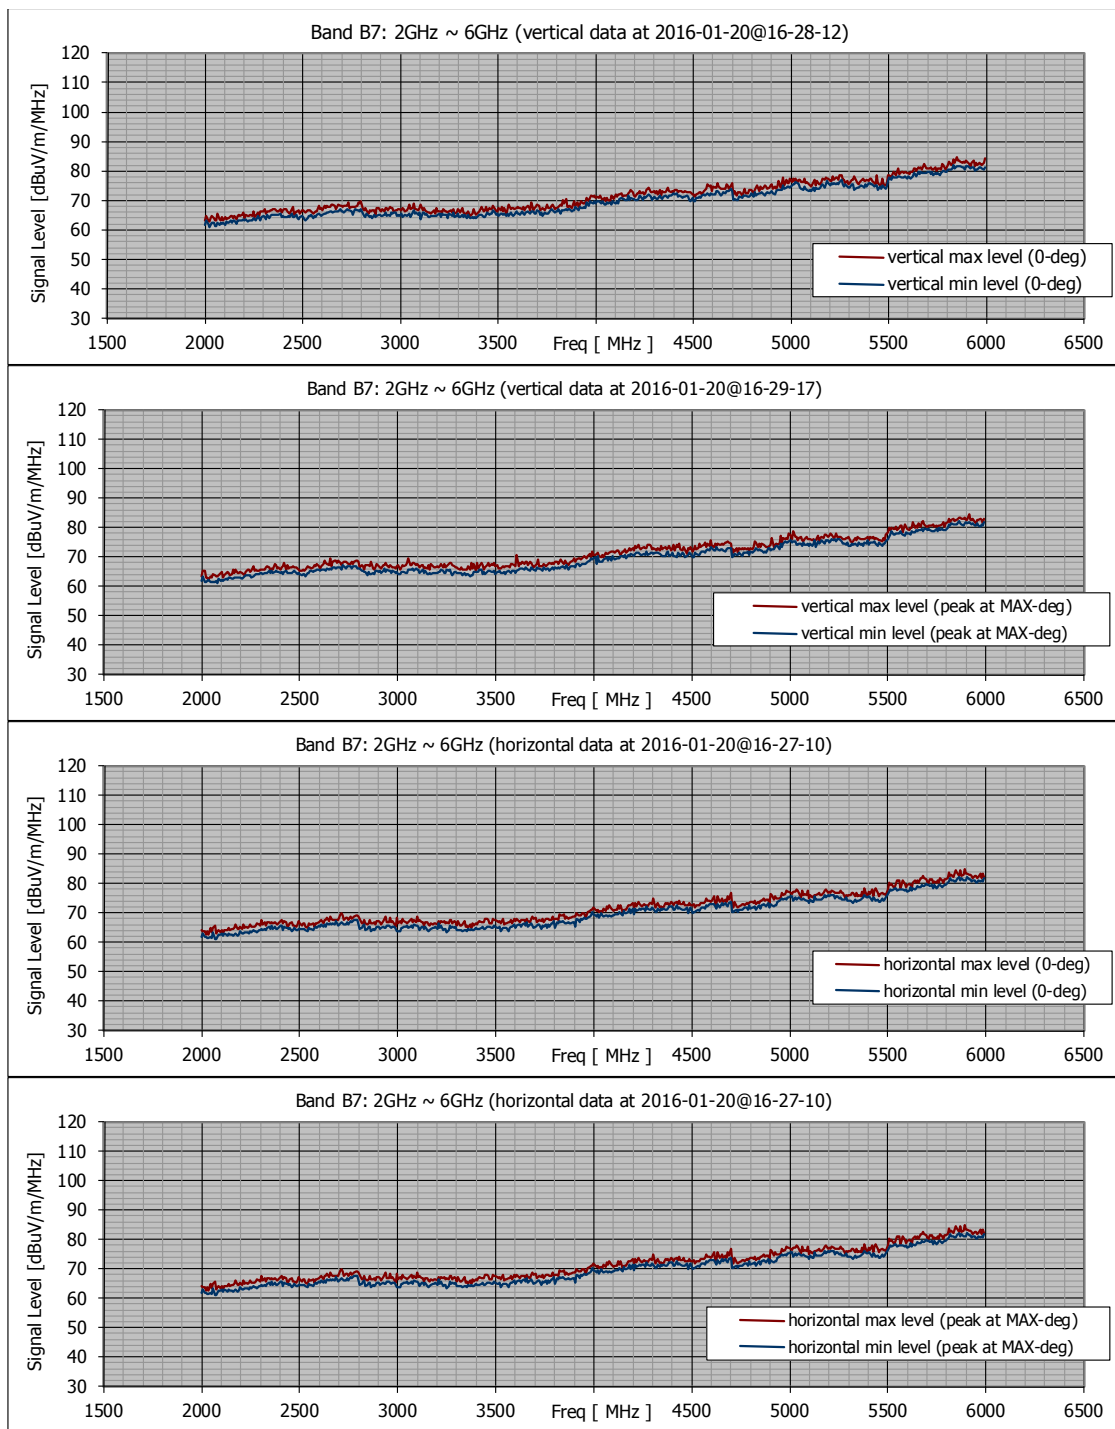 Band B7: 2GHz ~ 6GHz (vertical data at 2016-01-20@16-28-12)
Signal Level [dBuV/m/MHz]
120
110
100
90
80
70
60
50
40
30
vertical max level (0-deg)
vertical min level (0-deg)
1500 2000 2500 3000 3500 Freq [ MHz ] 4500 5000 5500 6000 6500
Band B7: 2GHz ~ 6GHz (vertical data at 2016-01-20@16-29-17)
Signal Level [dBuV/m/MHz]
120
110
100
90
80
70
60
50
40
30
vertical max level (peak at MAX-deg)
vertical min level (peak at MAX-deg)
1500 2000 2500 3000 3500 Freq [ MHz ] 4500 5000 5500 6000 6500
Band B7: 2GHz ~ 6GHz (horizontal data at 2016-01-20@16-27-10)
Signal Level [dBuV/m/MHz]
120
110
100
90
80
70
60
50
40
30
horizontal max level (0-deg)
horizontal min level (0-deg)
1500 2000 2500 3000 3500 Freq [ MHz ] 4500 5000 5500 6000 6500
Band B7: 2GHz ~ 6GHz (horizontal data at 2016-01-20@16-27-10)
Signal Level [dBuV/m/MHz]
120
110
100
90
80
70
60
50
40
30
horizontal max level (peak at MAX-deg)
horizontal min level (peak at MAX-deg)
1500 2000 2500 3000 3500 Freq [ MHz ] 4500 5000 5500 6000 6500